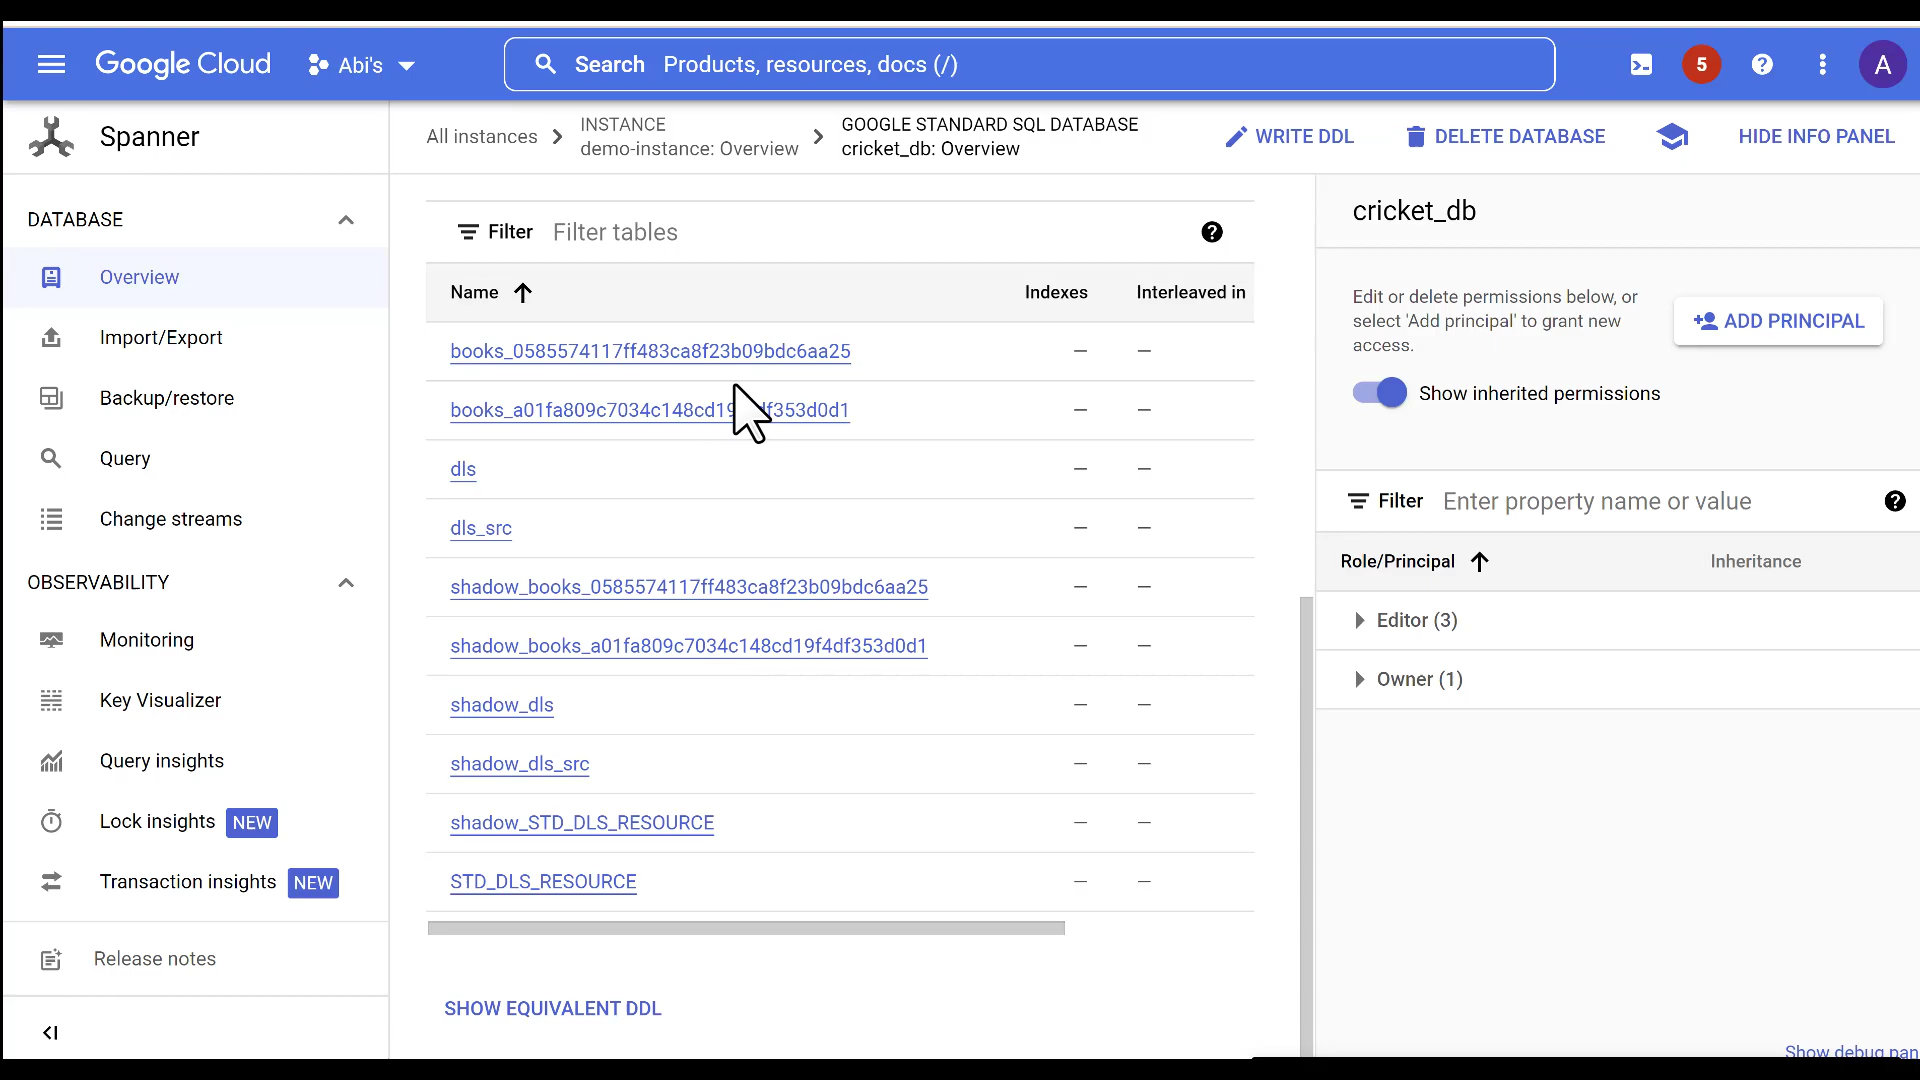 Google Cloud
Abi's
Search Products, resources, docs (/)
5
A
Spanner
All instances
INSTANCE
demo-instance: Overview
GOOGLE STANDARD SQL DATABASE
cricket_db: Overview
WRITE DDL
DELETE DATABASE
HIDE INFO PANEL
DATABASE
Overview
Import/Export
Backup/restore
Query
Change streams
OBSERVABILITY
Monitoring
Key Visualizer
Query insights
Lock insights NEW
Transaction insights NEW
Release notes
Filter Filter tables
Name Indexes Interleaved in
books_0585574117ff483ca8f23b09bdc6aa25 — —
books_a01fa809c7034c148cd19 df353d0d1 — —
dls — —
dls_src — —
shadow_books_0585574117ff483ca8f23b09bdc6aa25 — —
shadow_books_a01fa809c7034c148cd19f4df353d0d1 — —
shadow_dls — —
shadow_dls_src — —
shadow_STD_DLS_RESOURCE — —
STD_DLS_RESOURCE — —
SHOW EQUIVALENT DDL
cricket_db
Edit or delete permissions below, or
select 'Add principal' to grant new
access.
ADD PRINCIPAL
Show inherited permissions
Filter Enter property name or value
Role/Principal Inheritance
Editor (3)
Owner (1)
Show debug pan